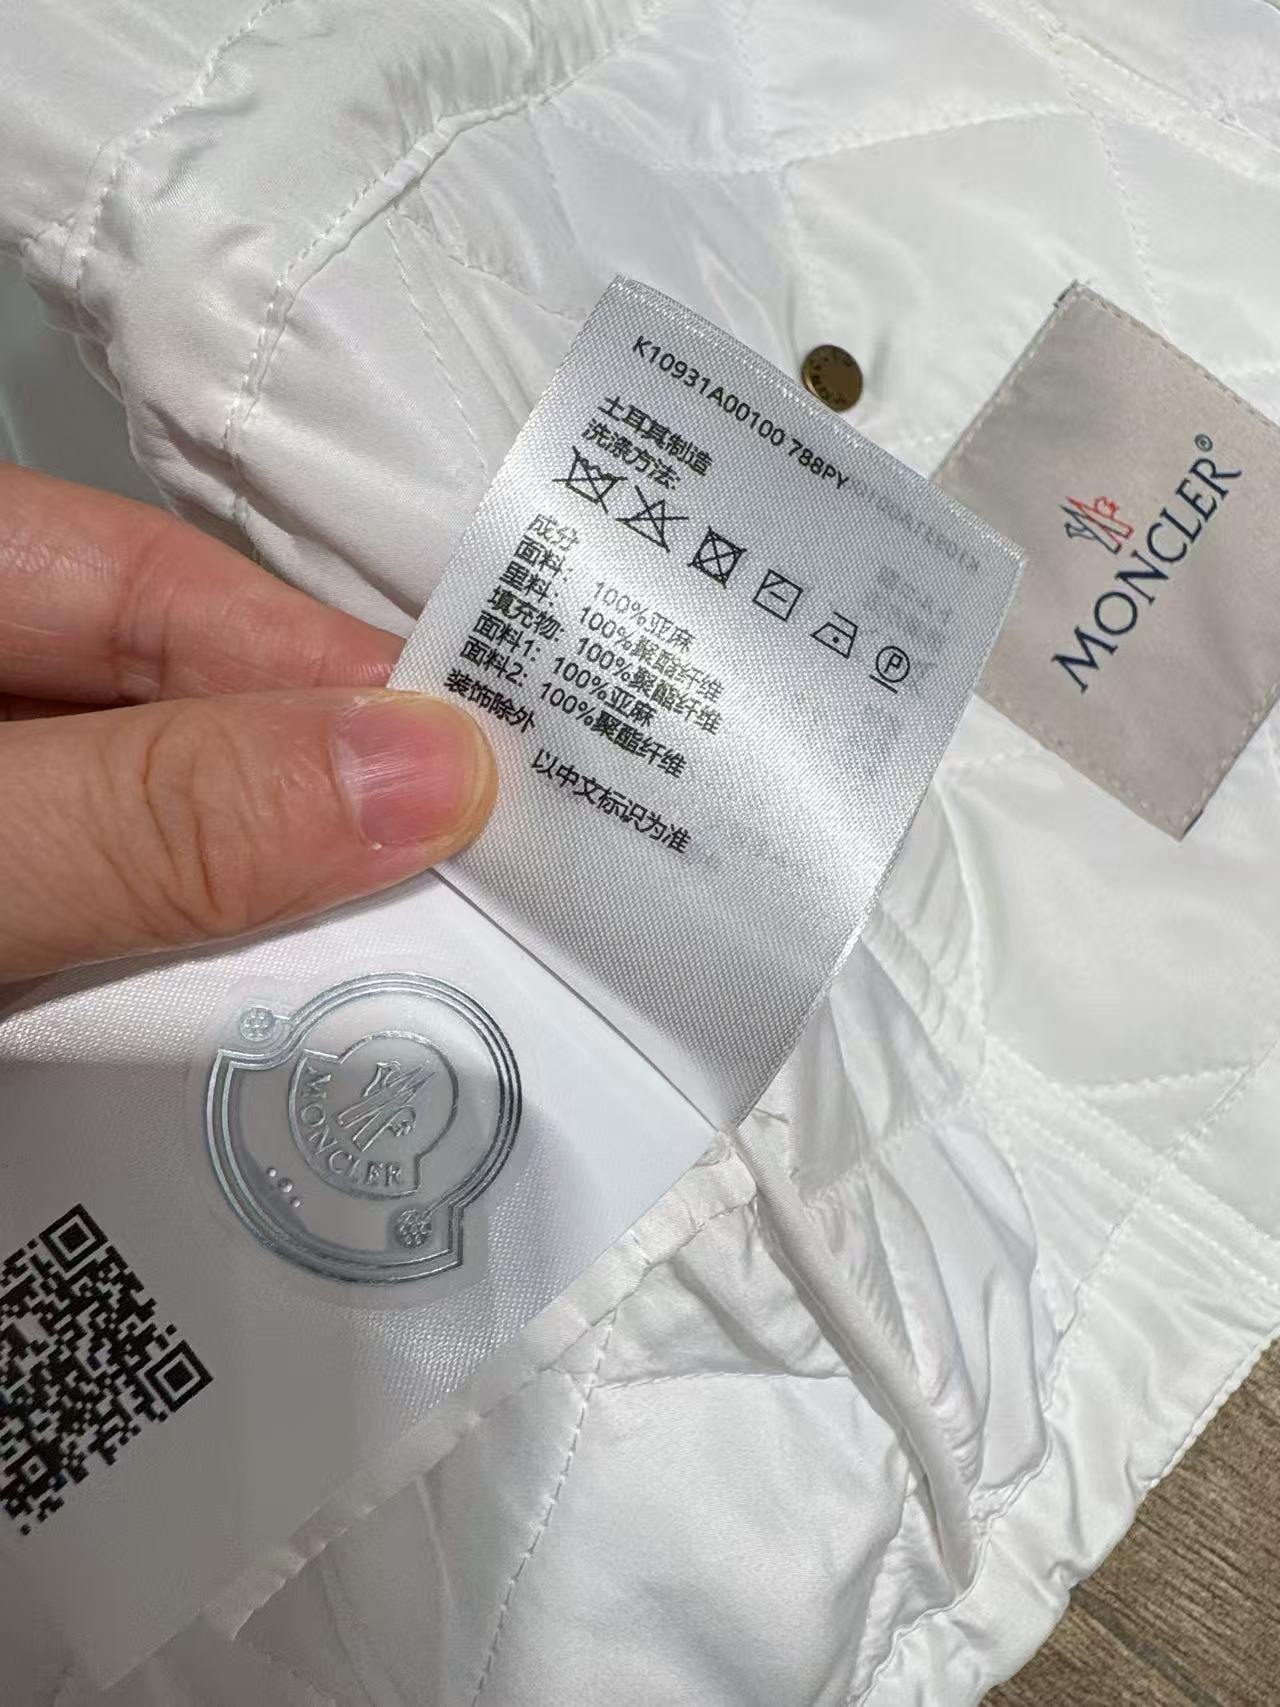 K10931A00100 788PY
土耳其制造
洗涤方法:
P
成分
面料: 100%亚麻
里料: 100%聚酯纤维
填充物: 100%聚酯纤维
面料1: 100%亚麻
面料2: 100%聚酯纤维
装饰除外
以中文标识为准
MONCLER®
MONCLER